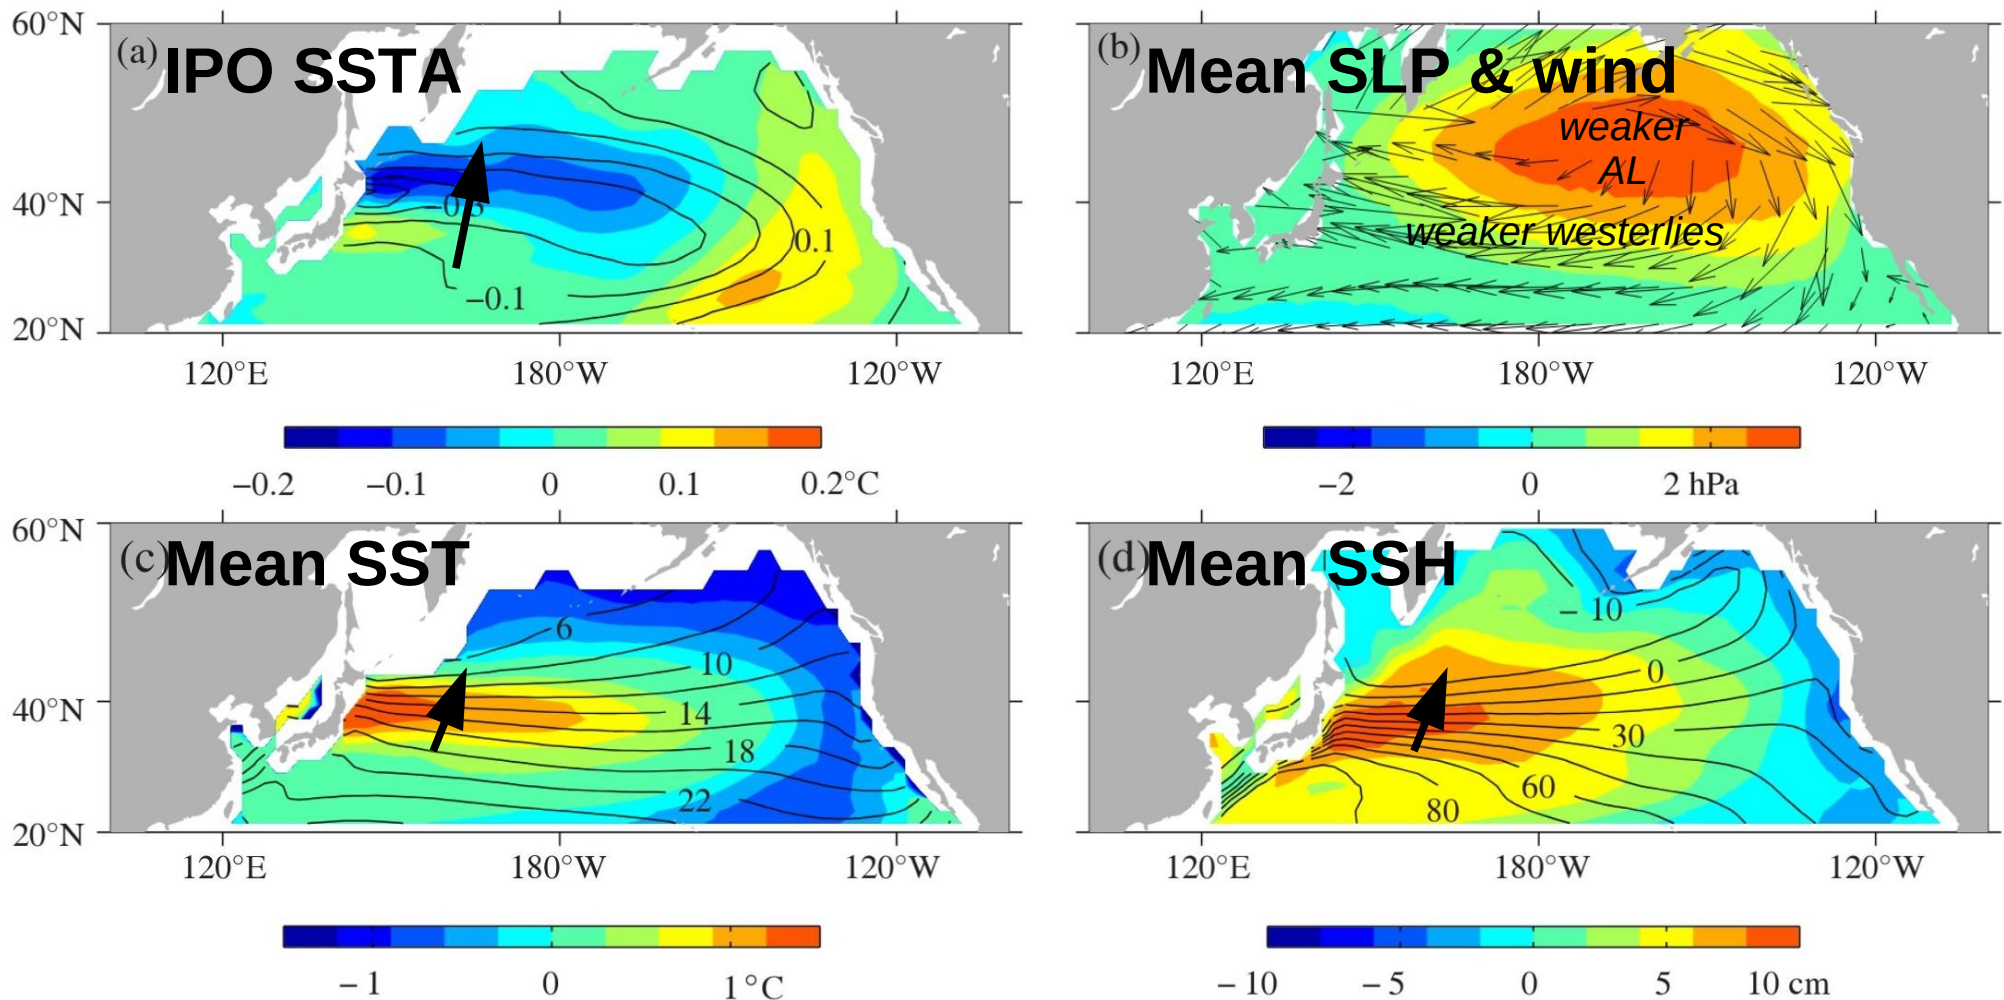 60°N
(a) IPO SSTA
40°N
−0.3
0.1
−0.1
20°N
120°E 180°W 120°W
−0.2 −0.1 0 0.1 0.2°C
(b) Mean SLP & wind
weaker
AL
weaker westerlies
120°E 180°W 120°W
−2 0 2 hPa
60°N
(c) Mean SST
6
10
40°N
14
18
22
20°N
120°E 180°W 120°W
−1 0 1°C
(d) Mean SSH
−10
0
30
60
80
120°E 180°W 120°W
−10 −5 0 5 10 cm